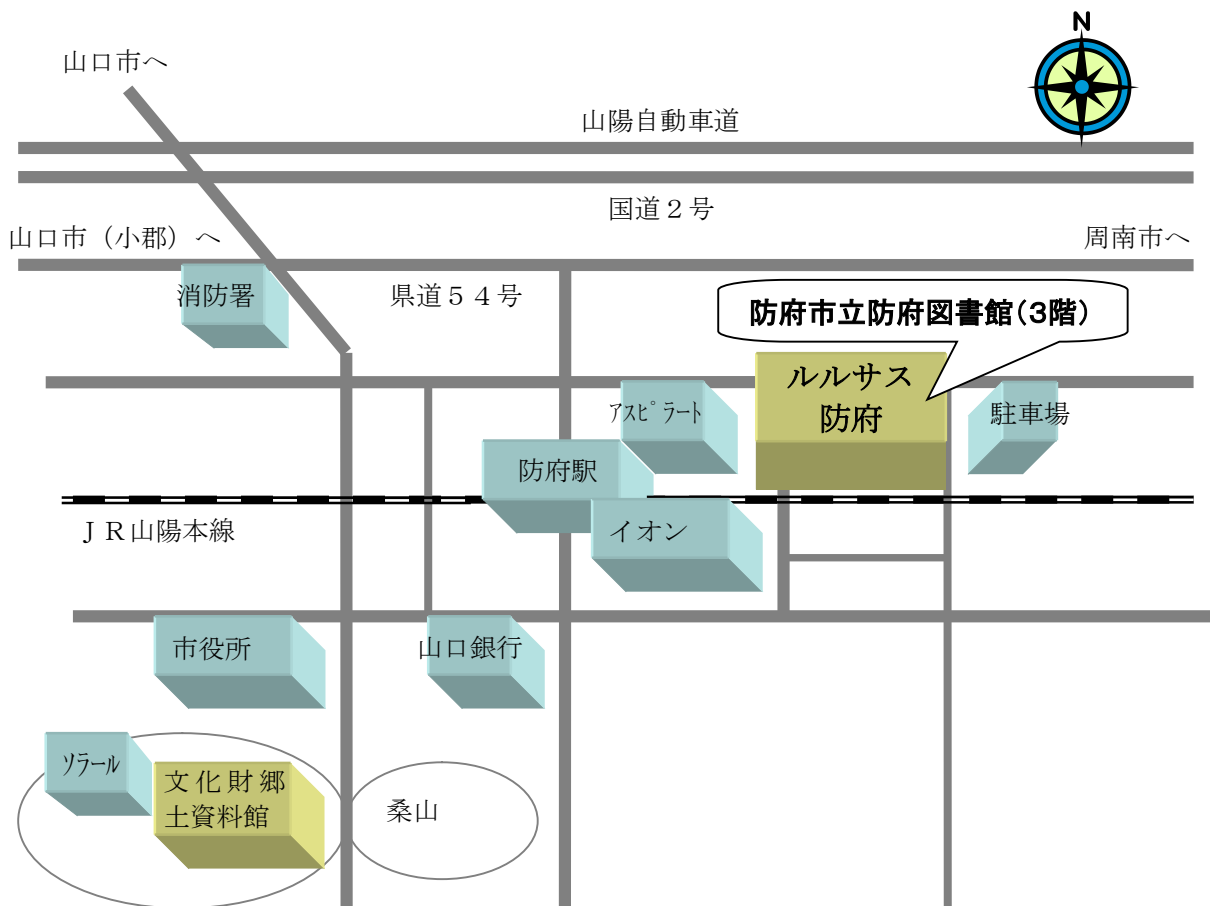 N
山口市へ
山陽自動車道
国道２号
山口市（小郡）へ
周南市へ
消防署
県道５４号
防府市立防府図書館（３階）
ルルサス
防府
アスピラート
駐車場
防府駅
イオン
ＪＲ山陽本線
市役所
山口銀行
ソラール
文化財郷
土資料館
桑山